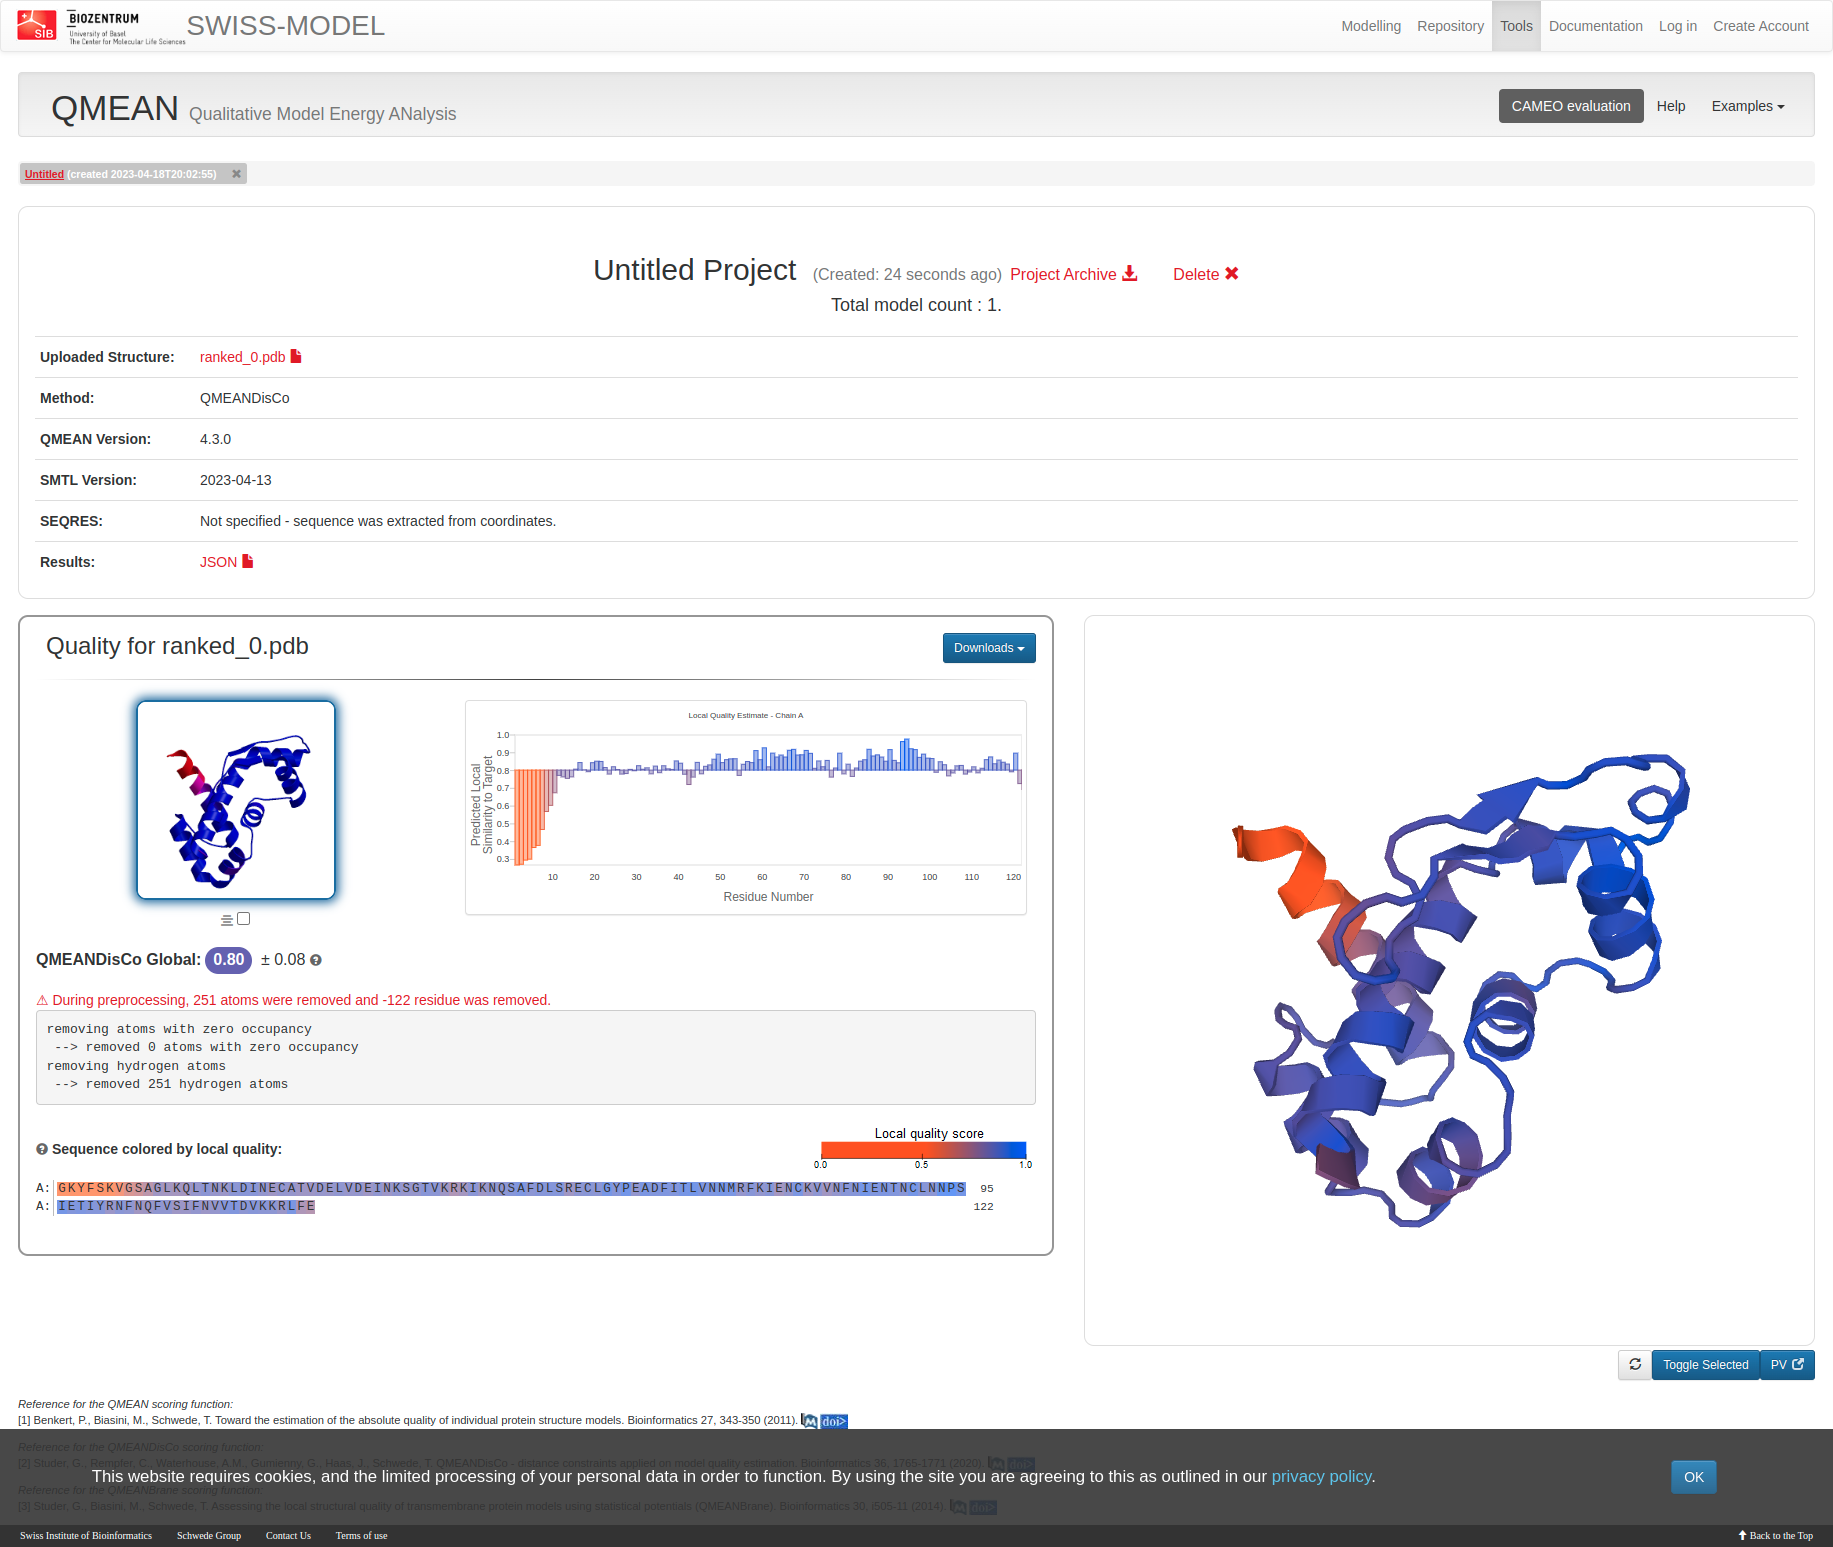 SIB
BIOZENTRUM
University of Basel
The Center for Molecular Life Sciences
SWISS-MODEL
Modelling
Repository
Tools
Documentation
Log in
Create Account
QMEAN Qualitative Model Energy ANalysis
CAMEO evaluation
Help
Examples
Untitled (created 2023-04-18T20:02:55)
Untitled Project (Created: 24 seconds ago) Project Archive Delete
Total model count : 1.
Uploaded Structure: ranked_0.pdb
Method: QMEANDisCo
QMEAN Version: 4.3.0
SMTL Version: 2023-04-13
SEQRES: Not specified - sequence was extracted from coordinates.
Results: JSON
Quality for ranked_0.pdb
Downloads
Local Quality Estimate - Chain A
Predicted Local
Similarity to Target
1.0
0.9
0.8
0.7
0.6
0.5
0.4
0.3
10 20 30 40 50 60 70 80 90 100 110 120
Residue Number
QMEANDisCo Global: 0.80 ± 0.08
During preprocessing, 251 atoms were removed and -122 residue was removed.
removing atoms with zero occupancy
--> removed 0 atoms with zero occupancy
removing hydrogen atoms
--> removed 251 hydrogen atoms
Sequence colored by local quality:
Local quality score
0.0 0.5 1.0
A: GKYFSKVGSAGLKQLTNKLDINECATVDELVDEINKSGTVKRKIKNQSAFDLSRECLGYPEADFITLVNNMRFKIENCKVVNFNIENTNCLNNPS 95
A: IETIYRNFNQFVSIFNVVTDVKKRLFE 122
Toggle Selected
PV
Reference for the QMEAN scoring function:
[1] Benkert, P., Biasini, M., Schwede, T. Toward the estimation of the absolute quality of individual protein structure models. Bioinformatics 27, 343-350 (2011). M doi>
Reference for the QMEANDisCo scoring function:
[2] Studer, G., Rempfer, C., Waterhouse, A.M., Gumienny, G., Haas, J., Schwede, T. QMEANDisCo - distance constraints applied on model quality estimation. Bioinformatics 36, 1765-1771 (2020). M doi>
This website requires cookies, and the limited processing of your personal data in order to function. By using the site you are agreeing to this as outlined in our privacy policy.
OK
Reference for the QMEANBrane scoring function:
[3] Studer, G., Biasini, M., Schwede, T. Assessing the local structural quality of transmembrane protein models using statistical potentials (QMEANBrane). Bioinformatics 30, i505-11 (2014). M doi>
Swiss Institute of Bioinformatics
Schwede Group
Contact Us
Terms of use
Back to the Top